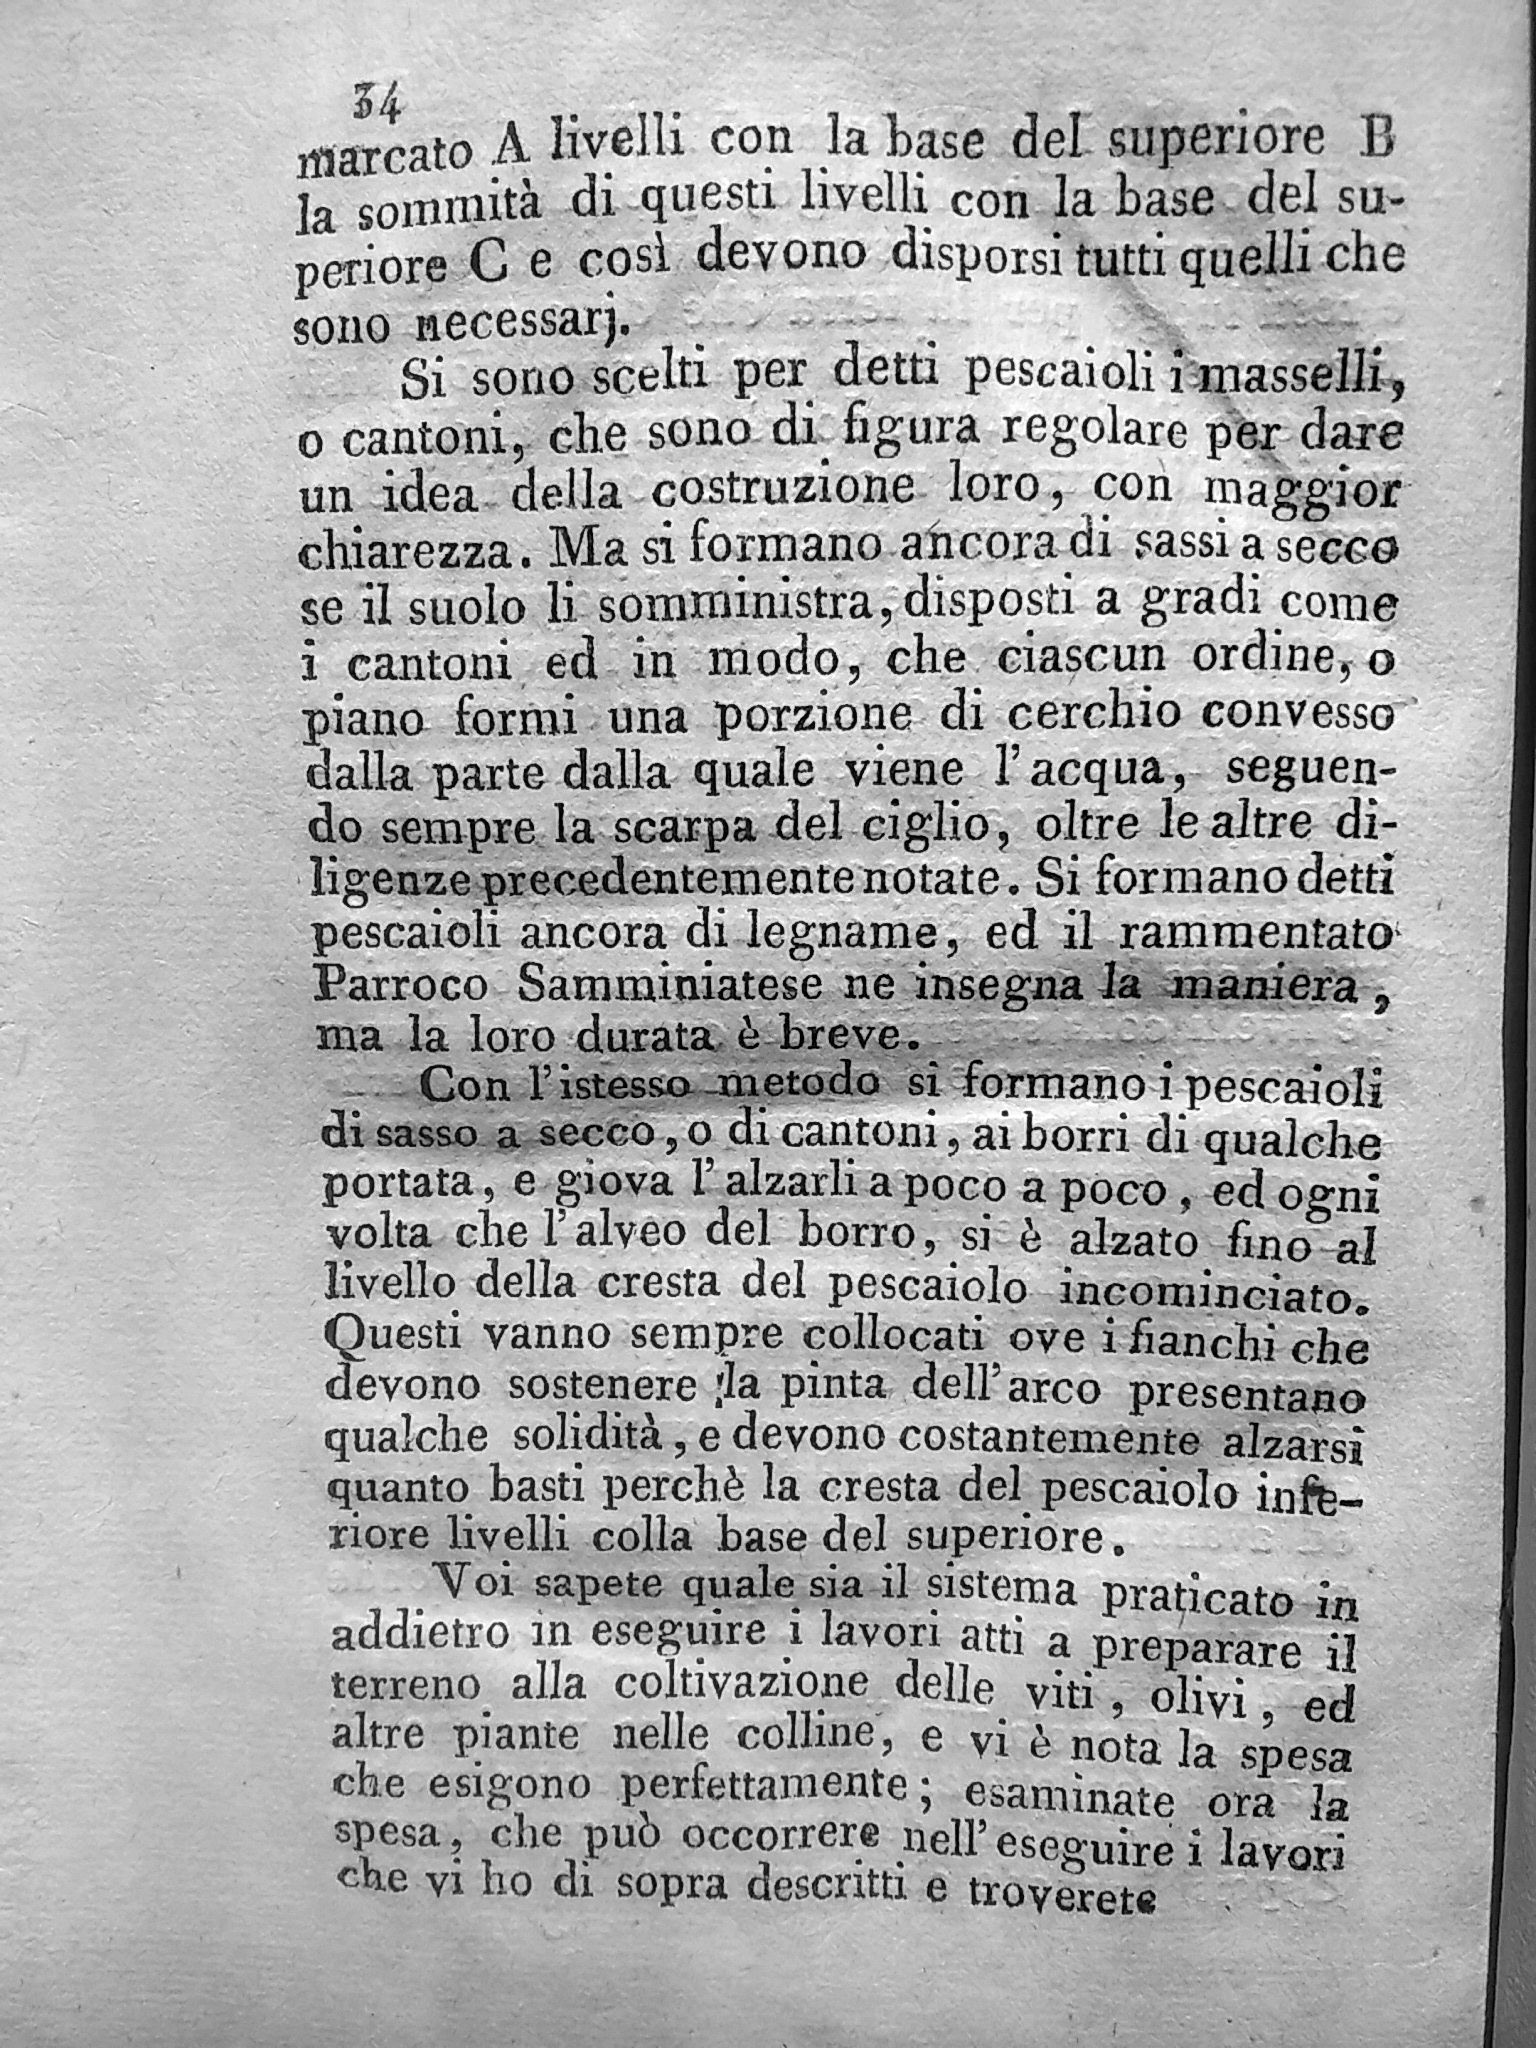 34
marcato A livelli con la base del superiore B
la sommità di questi livelli con la base del su-
periore C e così devono disporsi tutti quelli che
sono necessarj.
Si sono scelti per detti pescaioli i masselli,
o cantoni, che sono di figura regolare per dare
un idea della costruzione loro, con maggior
chiarezza. Ma si formano ancora di sassi a secco
se il suolo li somministra, disposti a gradi come
i cantoni ed in modo, che ciascun ordine, o
piano formi una porzione di cerchio convesso
dalla parte dalla quale viene l'acqua, seguen-
do sempre la scarpa del ciglio, oltre le altre di-
ligenze precedentemente notate. Si formano detti
pescaioli ancora di legname, ed il rammentato
Parroco Samminiatese ne insegna la maniera,
ma la loro durata è breve.
Con l'istesso metodo si formano i pescaioli
di sasso a secco, o di cantoni, ai borri di qualche
portata, e giova l'alzarli a poco a poco, ed ogni
volta che l'alveo del borro, si è alzato fino al
livello della cresta del pescaiolo incominciato.
Questi vanno sempre collocati ove i fianchi che
devono sostenere la pinta dell'arco presentano
qualche solidità, e devono costantemente alzarsi
quanto basti perchè la cresta del pescaiolo infe-
riore livelli colla base del superiore.
Voi sapete quale sia il sistema praticato in
addietro in eseguire i lavori atti a preparare il
terreno alla coltivazione delle viti, olivi, ed
altre piante nelle colline, e vi è nota la spesa
che esigono perfettamente; esaminate ora la
spesa, che può occorrere nell'eseguire i lavori
che vi ho di sopra descritti e troverete